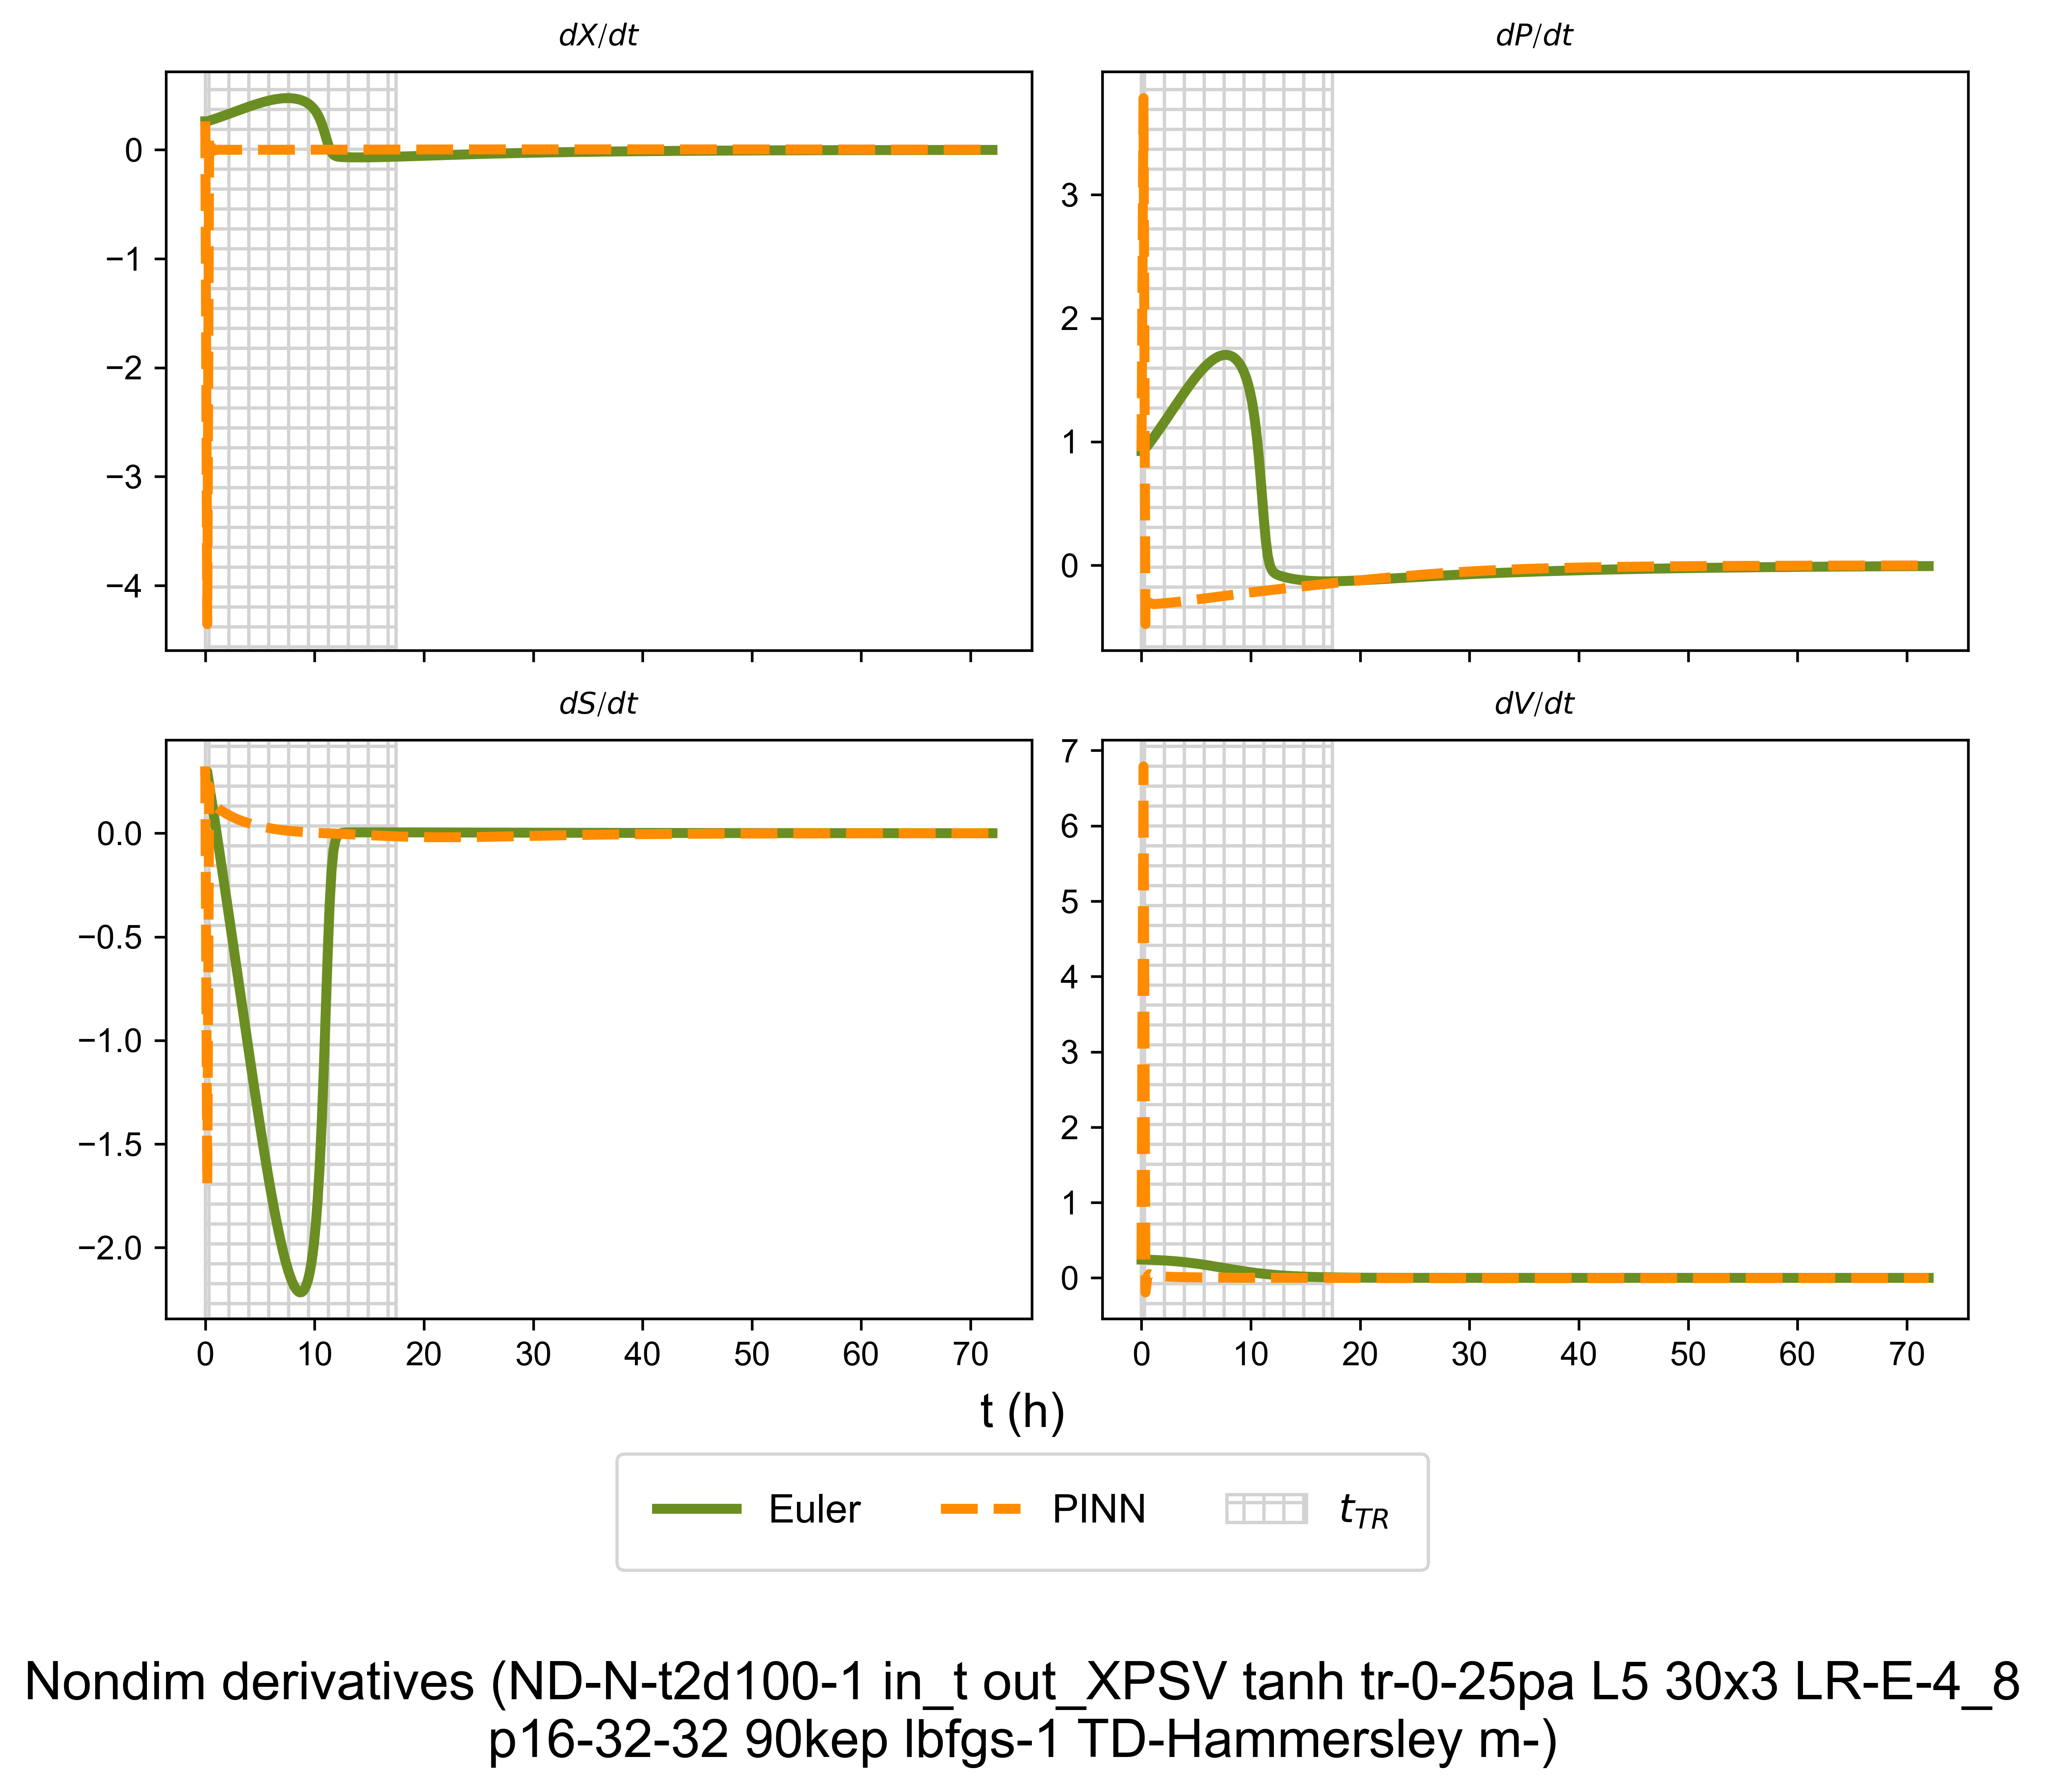 dX/dt
dP/dt
0
−1
−2
−3
−4
3
2
1
0
dS/dt
dV/dt
0.0
−0.5
−1.0
−1.5
−2.0
7
6
5
4
3
2
1
0
0 10 20 30 40 50 60 70
0 10 20 30 40 50 60 70
t (h)
Euler PINN t_TR
Nondim derivatives (ND-N-t2d100-1 in_t out_XPSV tanh tr-0-25pa L5 30x3 LR-E-4_8
p16-32-32 90kep lbfgs-1 TD-Hammersley m-)